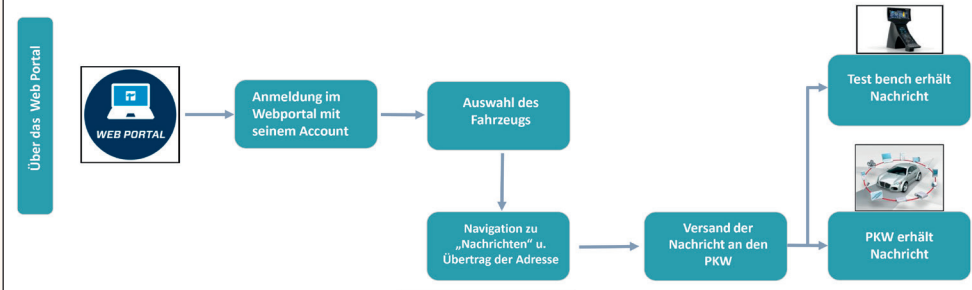 Über das Web Portal
WEB PORTAL
Anmeldung im
Webportal mit
seinem Account
Auswahl des
Fahrzeugs
Navigation zu
„Nachrichten“ u.
Übertrag der Adresse
Versand der
Nachricht an den
PKW
Test bench erhält
Nachricht
PKW erhält
Nachricht